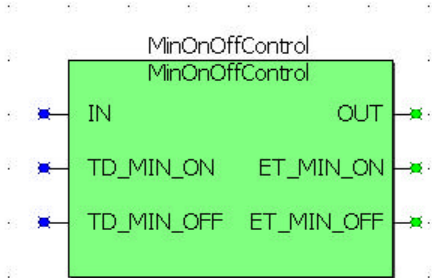 MinOnOffControl
MinOnOffControl
IN OUT
TD_MIN_ON ET_MIN_ON
TD_MIN_OFF ET_MIN_OFF